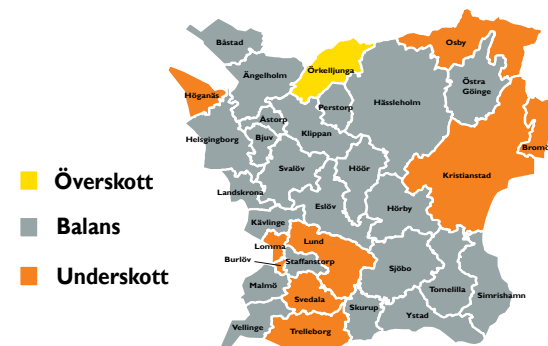 Osby
Båstad
Örkelljunga
Ängelholm
Östra
Göinge
Höganäs
Perstorp
Hässleholm
Åstorp
Klippan
Helsgingborg
Bjuv
Bromö
Svalöv
Höör
Kristianstad
Överskott
Landskrona
Eslöv
Hörby
Balans
Kävlinge
Lund
Lomma
Burlöv
Staffanstorp
Sjöbo
Underskott
Malmö
Tomelilla
Simrishamn
Svedala
Skurup
Ystad
Vellinge
Trelleborg